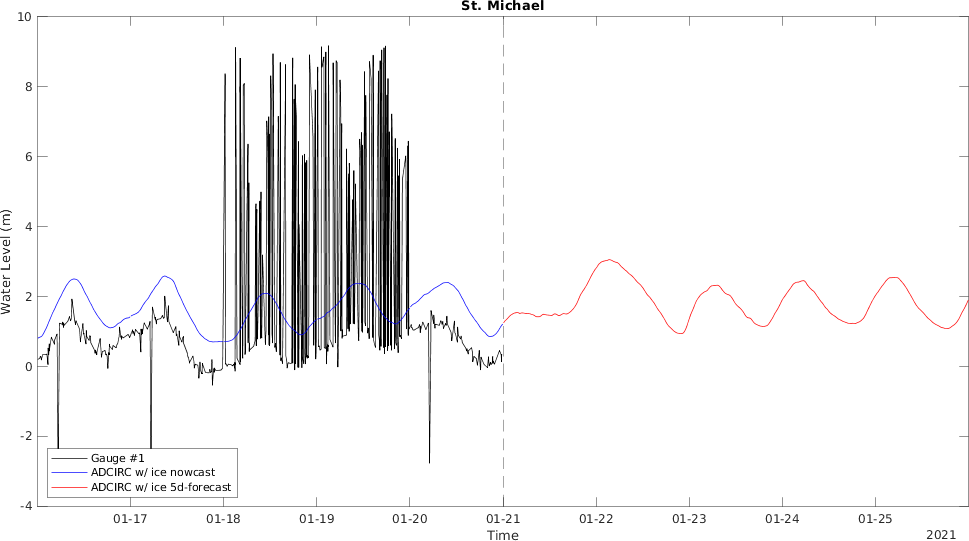 St. Michael
10
8
6
4
2
0
-2
-4
Water Level (m)
Gauge #1
ADCIRC w/ ice nowcast
ADCIRC w/ ice 5d-forecast
01-17 01-18 01-19 01-20 01-21 01-22 01-23 01-24 01-25
Time
2021